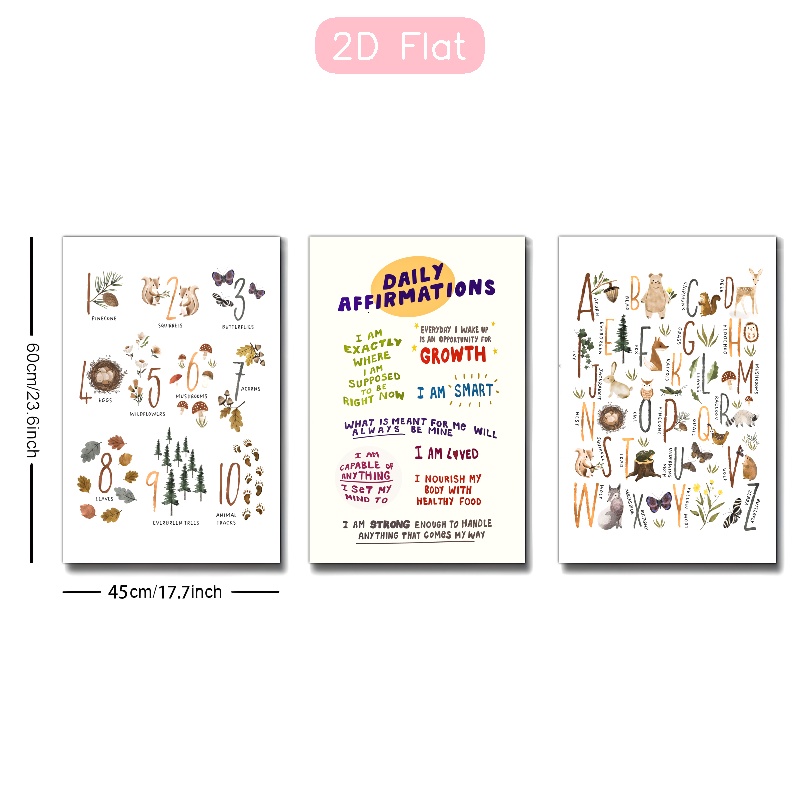 2D Flat
60cm/23.6inch
45cm/17.7inch
1
PINECONE
2
SQUIRRELS
3
BUTTERFLIES
4
EGGS
5
WILDFLOWERS
6
MUSHROOMS
7
ACORNS
8
LEAVES
9
EVERGREEN TREES
10
ANIMAL
TRACKS
DAILY
AFFIRMATIONS
I AM
EXACTLY
WHERE
I AM
SUPPOSED
TO BE
RIGHT NOW
EVERYDAY I WAKE UP
IS AN OPPORTUNITY FOR
GROWTH
I AM SMART
WHAT IS MEANT FOR ME WILL
ALWAYS BE MINE
I AM
CAPABLE OF
ANYTHING
I SET MY
MIND TO
I AM LOVED
I NOURISH MY
BODY WITH
HEALTHY FOOD
I AM STRONG ENOUGH TO HANDLE
ANYTHING THAT COMES MY WAY
A B C D
E F G H
I J K L M
N O P Q R
S T U V
W X Y Z